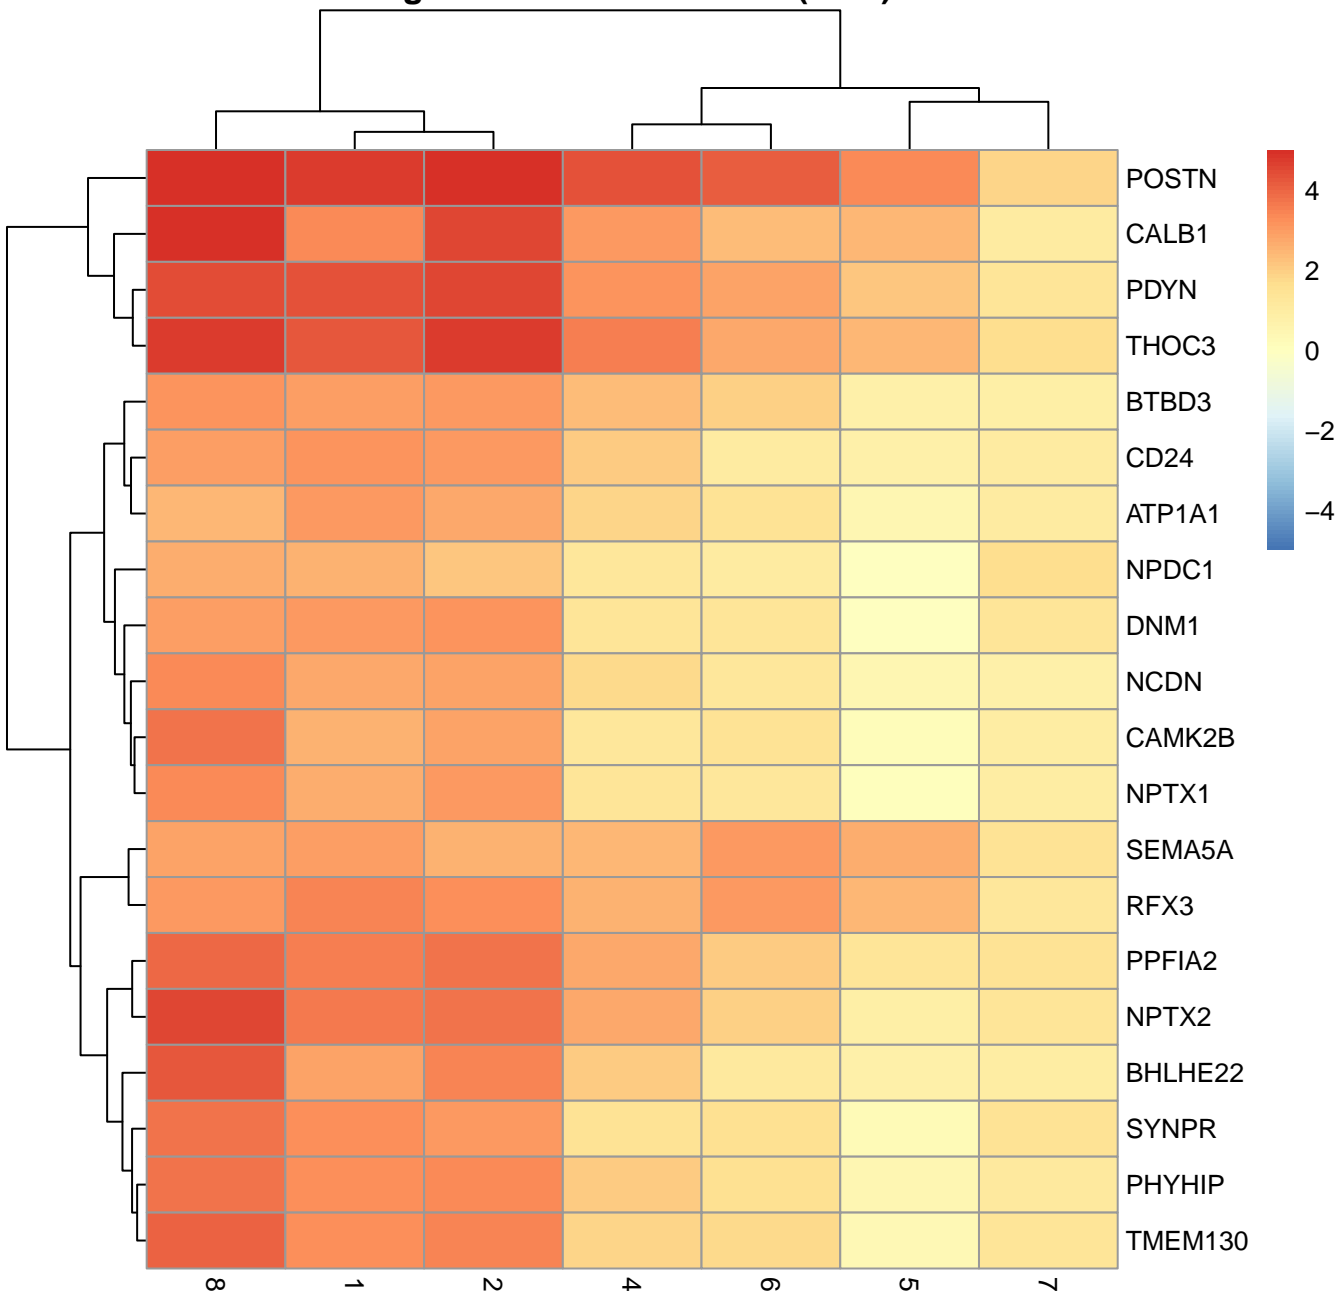 POSTN
CALB1
PDYN
THOC3
BTBD3
CD24
ATP1A1
NPDC1
DNM1
NCDN
CAMK2B
NPTX1
SEMA5A
RFX3
PPFIA2
NPTX2
BHLHE22
SYNPR
PHYHIP
TMEM130
4
2
0
−2
−4
8 1 2 4 6 5 7